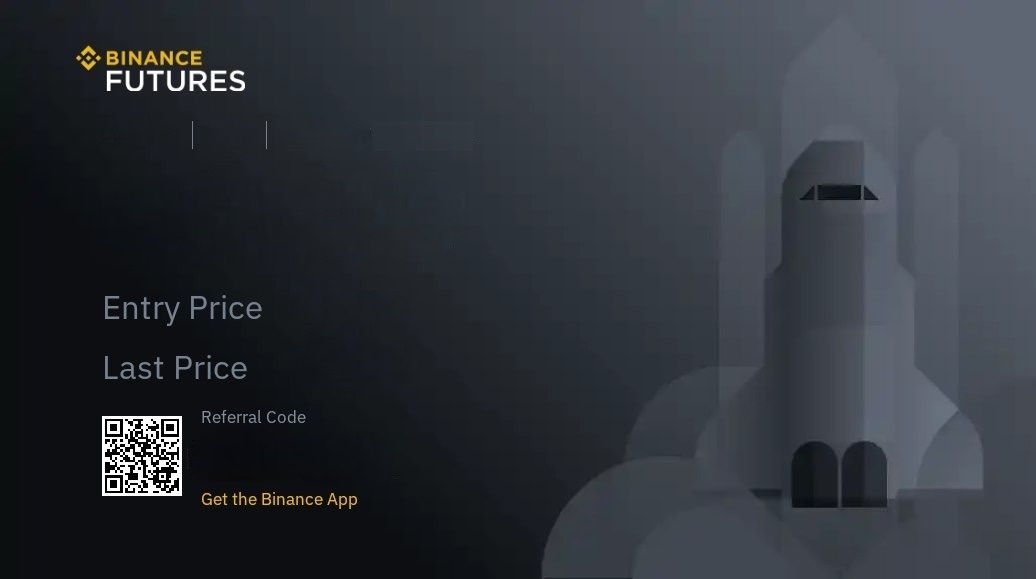 BINANCE
FUTURES
Entry Price
Last Price
Referral Code
Get the Binance App